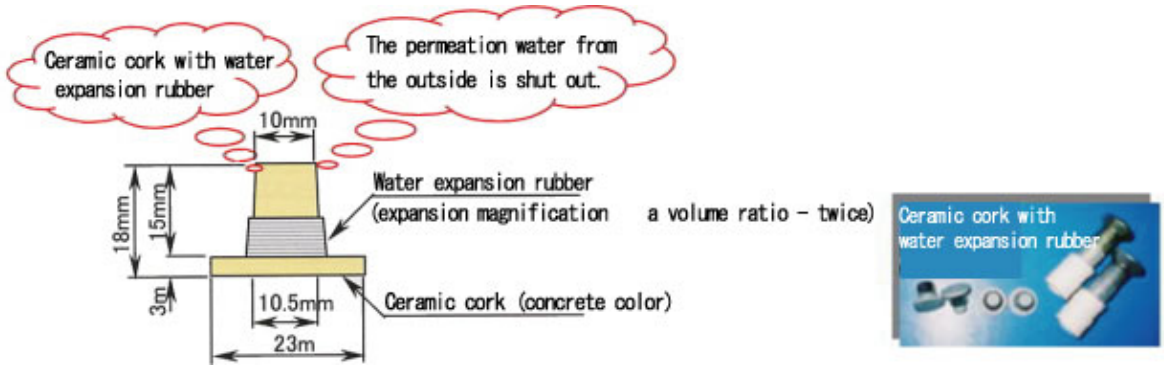 Ceramic cork with water
expansion rubber
The permeation water from
the outside is shut out.
10mm
18mm
15mm
Water expansion rubber
(expansion magnification a volume ratio - twice)
3m
10.5mm
Ceramic cork (concrete color)
23m
Ceramic cork with
water expansion rubber